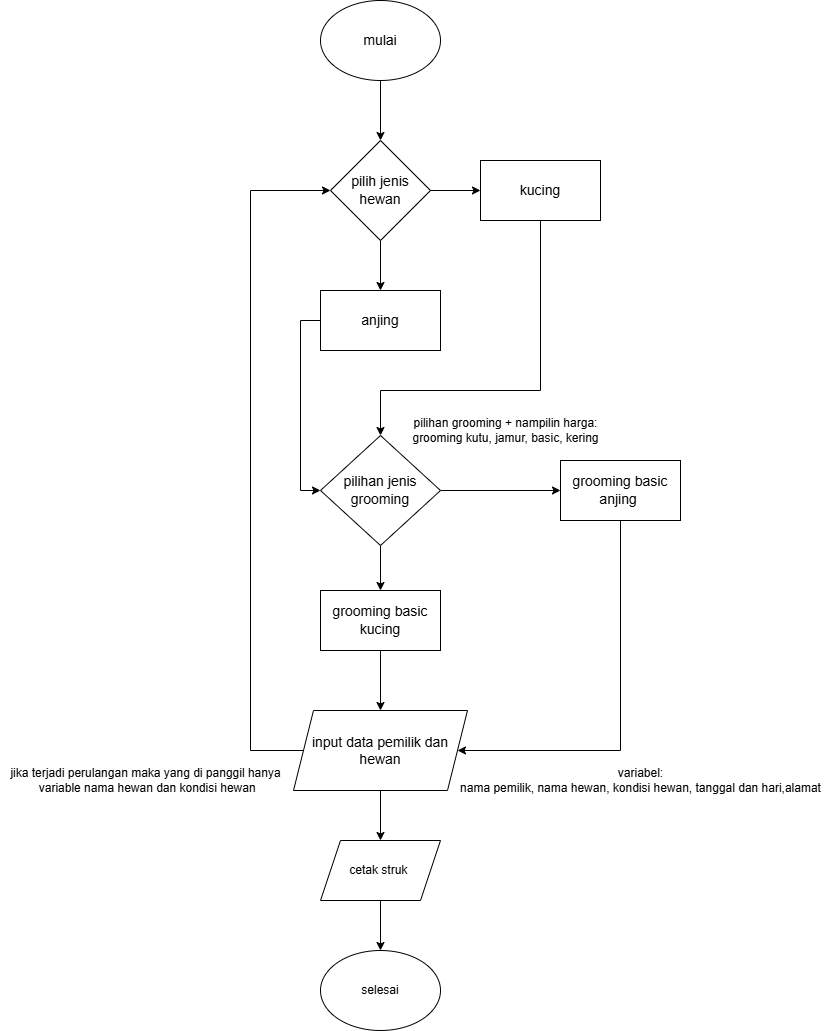 mulai
pilih jenis
hewan
kucing
anjing
pilihan grooming + nampilin harga:
grooming kutu, jamur, basic, kering
pilihan jenis
grooming
grooming basic
anjing
grooming basic
kucing
input data pemilik dan
hewan
jika terjadi perulangan maka yang di panggil hanya
variable nama hewan dan kondisi hewan
variabel:
nama pemilik, nama hewan, kondisi hewan, tanggal dan hari,alamat
cetak struk
selesai